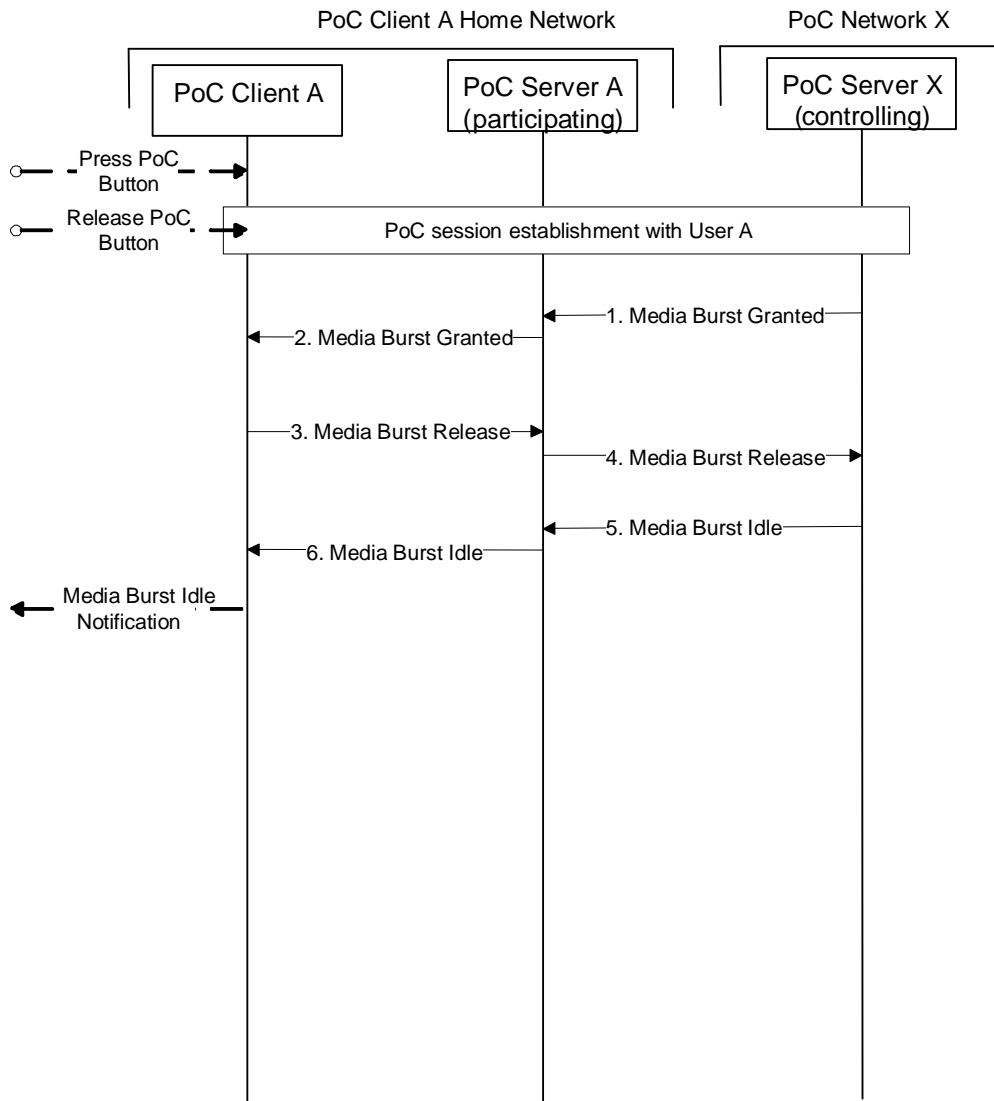 PoC Client A Home Network
PoC Network X
PoC Client A
PoC Server A
(participating)
PoC Server X
(controlling)
Press PoC
Button
Release PoC
Button
PoC session establishment with User A
1. Media Burst Granted
2. Media Burst Granted
3. Media Burst Release
4. Media Burst Release
5. Media Burst Idle
6. Media Burst Idle
Media Burst Idle
Notification